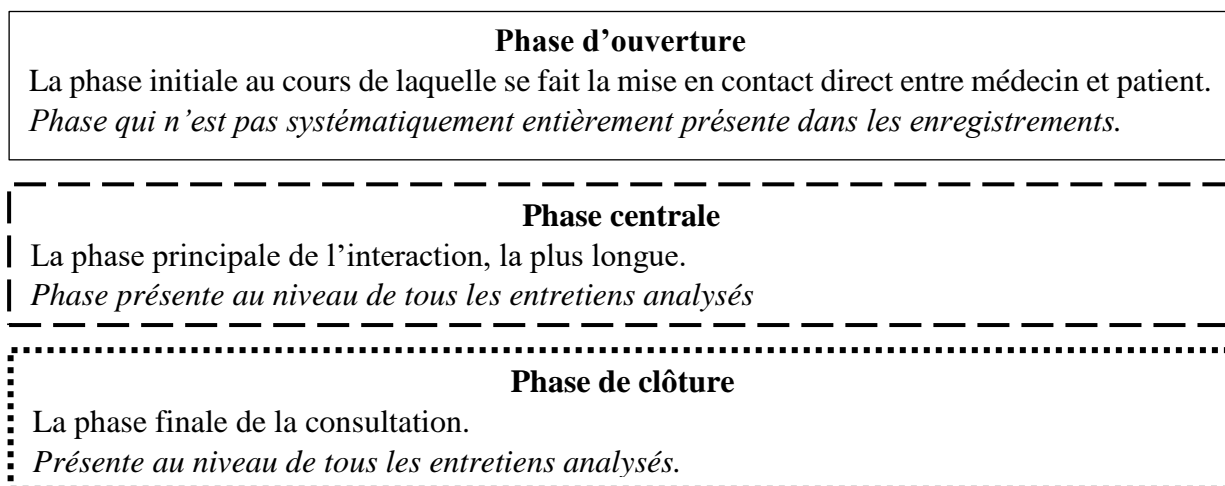 Phase d’ouverture
La phase initiale au cours de laquelle se fait la mise en contact direct entre médecin et patient.
Phase qui n’est pas systématiquement entièrement présente dans les enregistrements.
Phase centrale
La phase principale de l’interaction, la plus longue.
Phase présente au niveau de tous les entretiens analysés
Phase de clôture
La phase finale de la consultation.
Présente au niveau de tous les entretiens analysés.